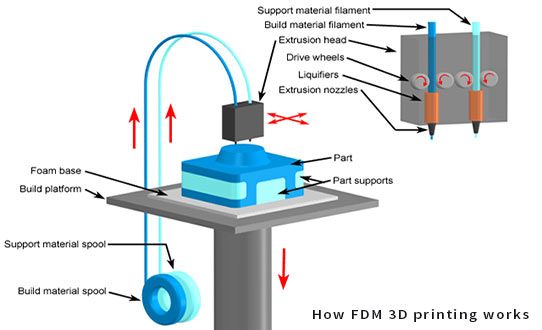 Support material filament
Build material filament
Extrusion head
Drive wheels
Liquifiers
Extrusion nozzles
Part
Foam base
Part supports
Build platform
Support material spool
Build material spool
How FDM 3D printing works